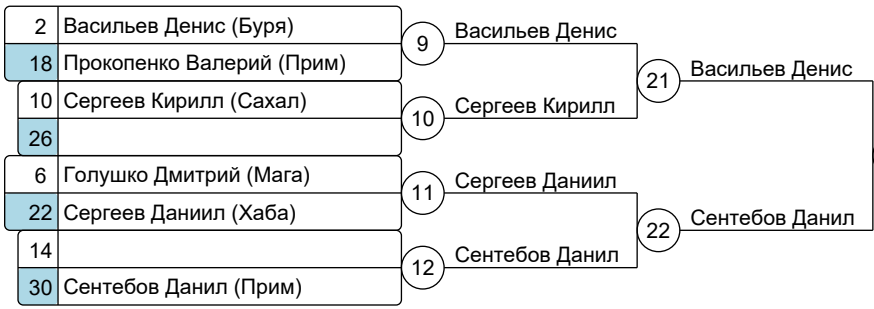 2 Васильев Денис (Буря)
18 Прокопенко Валерий (Прим)
10 Сергеев Кирилл (Сахал)
26
6 Голушко Дмитрий (Мага)
22 Сергеев Даниил (Хаба)
14
30 Сентебов Данил (Прим)
9 Васильев Денис
10 Сергеев Кирилл
11 Сергеев Даниил
12 Сентебов Данил
21 Васильев Денис
22 Сентебов Данил